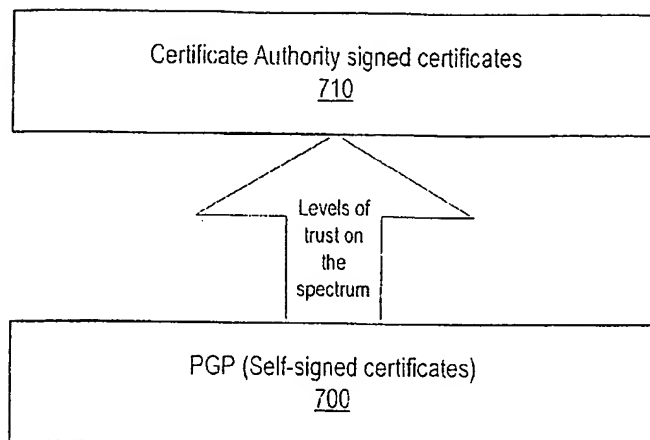 Certificate Authority signed certificates
710
Levels of
trust on
the
spectrum
PGP (Self-signed certificates)
700